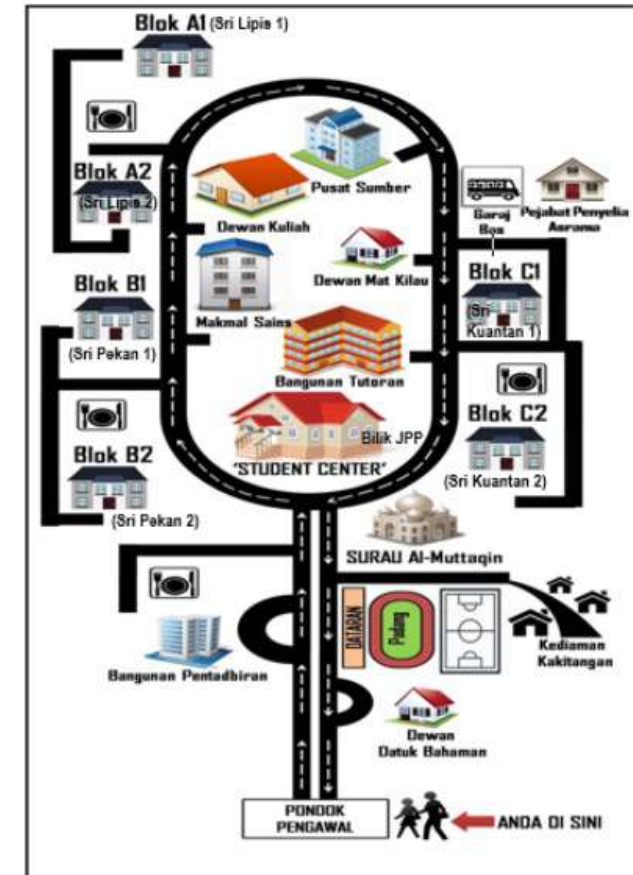 Blok A1 (Sri Lipis 1)
Blok A2
(Sri Lipis 2)
Pusat Sumber
Dewan Kuliah
Garaj
Bas
Pejabat Penyelia
Asrama
Dewan Mat Kilau
Blok B1
(Sri Pekan 1)
Makmal Sains
Blok C1
(Sri
Kuantan 1)
Bangunan Tutoran
Blok B2
(Sri Pekan 2)
Bilik JPP
'STUDENT CENTER'
Blok C2
(Sri Kuantan 2)
SURAU Al-Muttaqin
DATARAN
Padang
Kediaman
Kakitangan
Bangunan Pentadbiran
Dewan
Datuk Bahaman
PONDOK
PENGAWAL
ANDA DI SINI